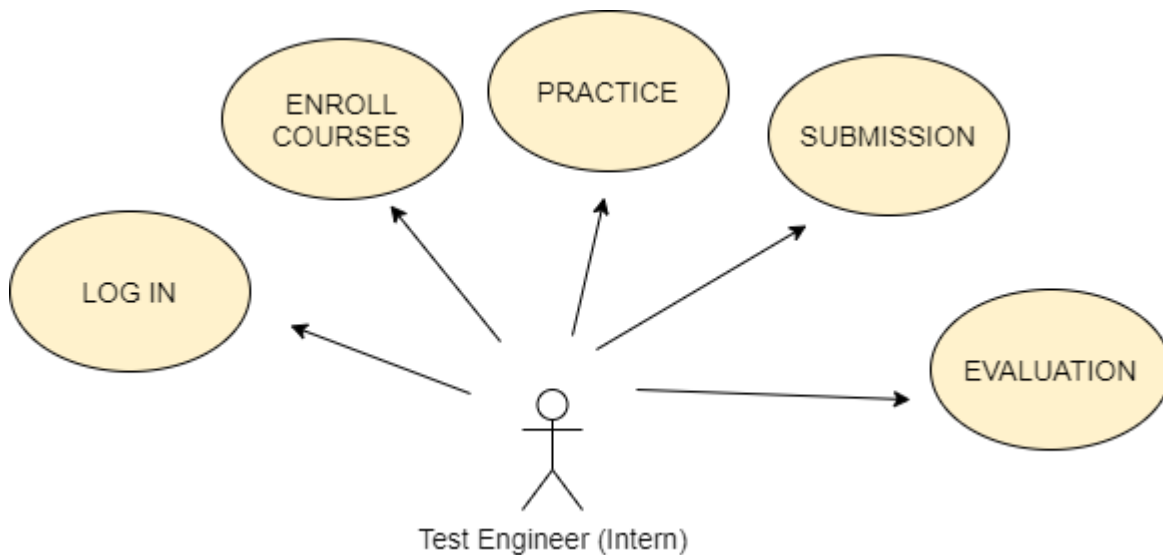 LOG IN
ENROLL
COURSES
PRACTICE
SUBMISSION
EVALUATION
Test Engineer (Intern)